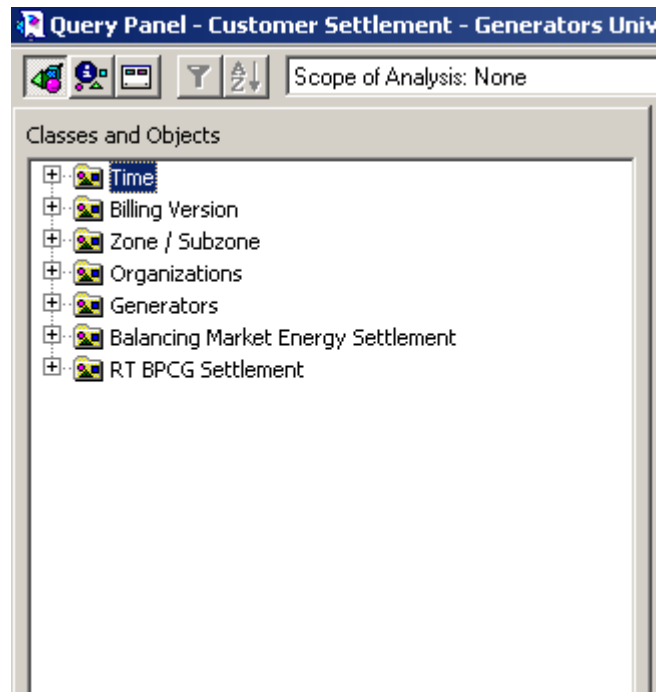 Query Panel - Customer Settlement - Generators Univ
Scope of Analysis: None
Classes and Objects
Time
Billing Version
Zone / Subzone
Organizations
Generators
Balancing Market Energy Settlement
RT BPCG Settlement